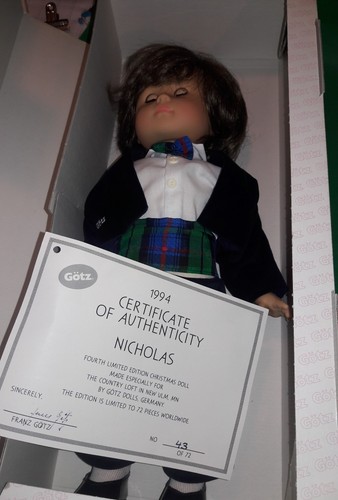 Götz
1994
CERTIFICATE
OF AUTHENTICITY
NICHOLAS
FOURTH LIMITED EDITION CHRISTMAS DOLL
MADE ESPECIALLY FOR
THE COUNTRY LOFT IN NEW ULM, MN
BY GÖTZ DOLLS, GERMANY
THE EDITION IS LIMITED TO 72 PIECES WORLDWIDE
SINCERELY,
FRANZ GÖTZ
NO 43
OF 72